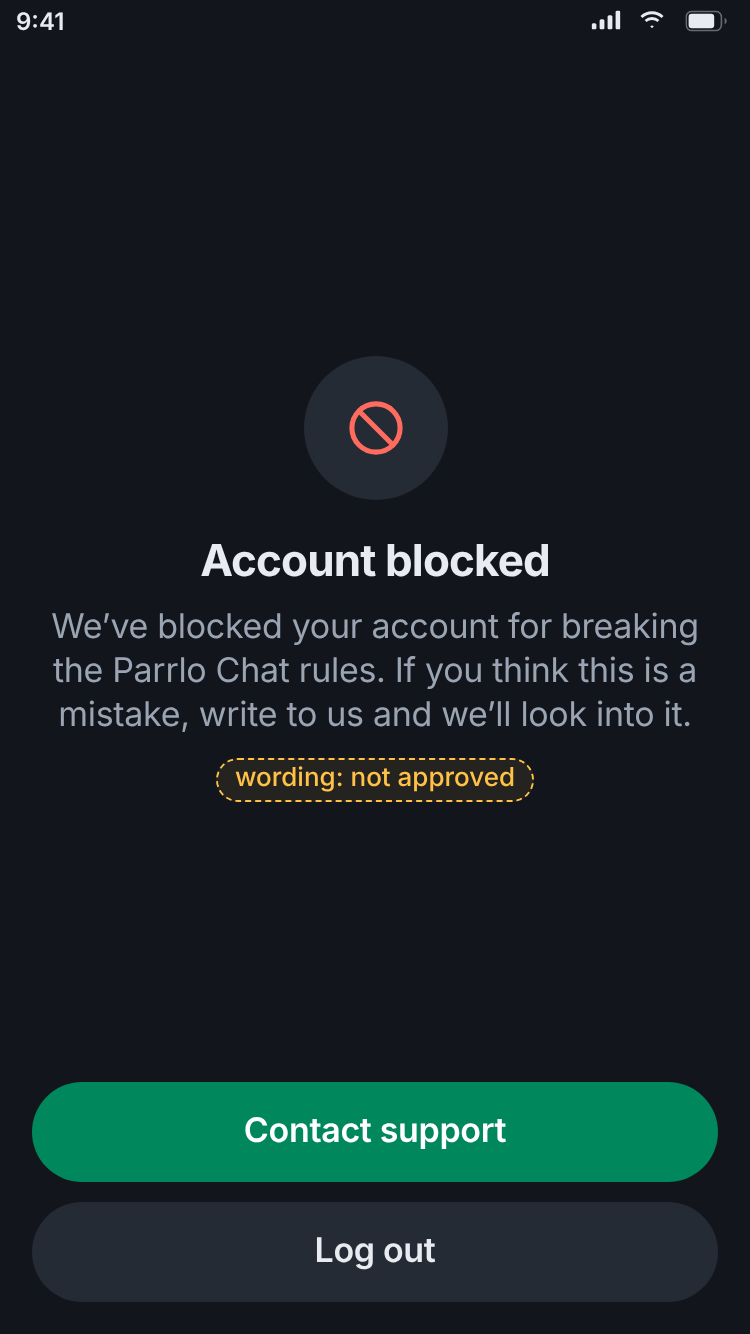 9:41
Account blocked
We’ve blocked your account for breaking
the Parrlo Chat rules. If you think this is a
mistake, write to us and we’ll look into it.
wording: not approved
Contact support
Log out